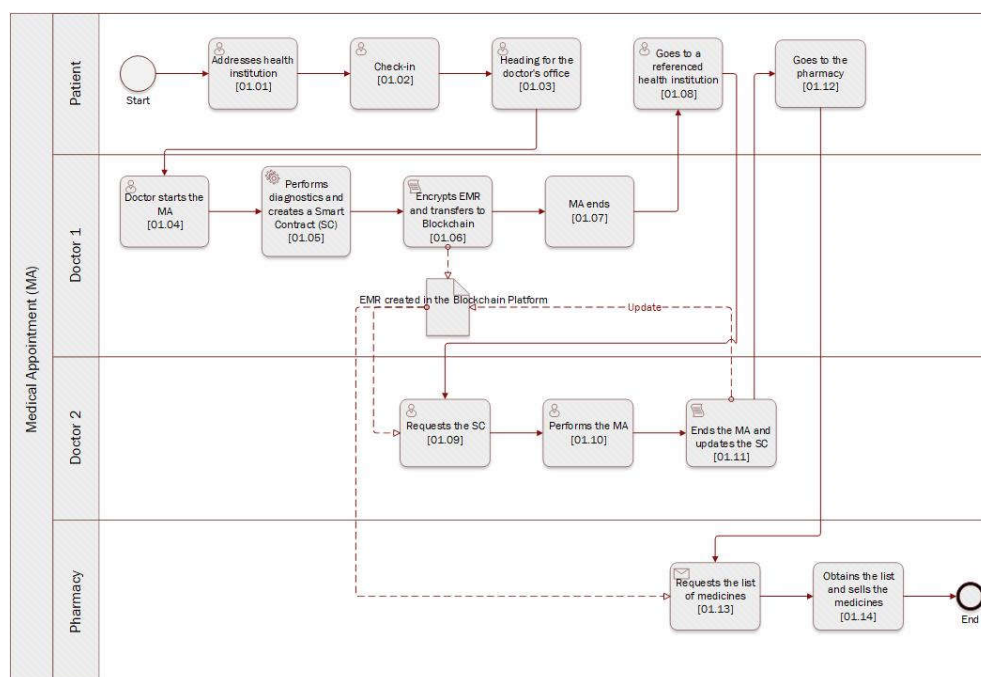 Medical Appointment (MA)
Patient
Start
Addresses health
institution
[01.01]
Check-in
[01.02]
Heading for the
doctor's office
[01.03]
Goes to a
referenced
health institution
[01.08]
Goes to the
pharmacy
[01.12]
Doctor 1
Doctor starts the
MA
[01.04]
Performs
diagnostics and
creates a Smart
Contract (SC)
[01.05]
Encrypts EMR
and transfers to
Blockchain
[01.06]
MA ends
[01.07]
EMR created in the Blockchain Platform
Update
Doctor 2
Requests the SC
[01.09]
Performs the MA
[01.10]
Ends the MA and
updates the SC
[01.11]
Pharmacy
Requests the list
of medicines
[01.13]
Obtains the list
and sells the
medicines
[01.14]
End